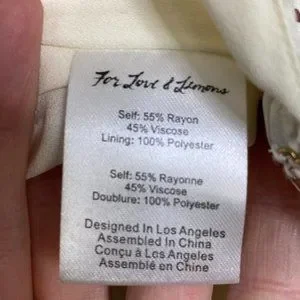 For Love & Lemons
Self: 55% Rayon
45% Viscose
Lining: 100% Polyester
Self: 55% Rayonne
45% Viscose
Doublure: 100% Polyester
Designed In Los Angeles
Assembled In China
Conçu à Los Angeles
Assemblé en Chine